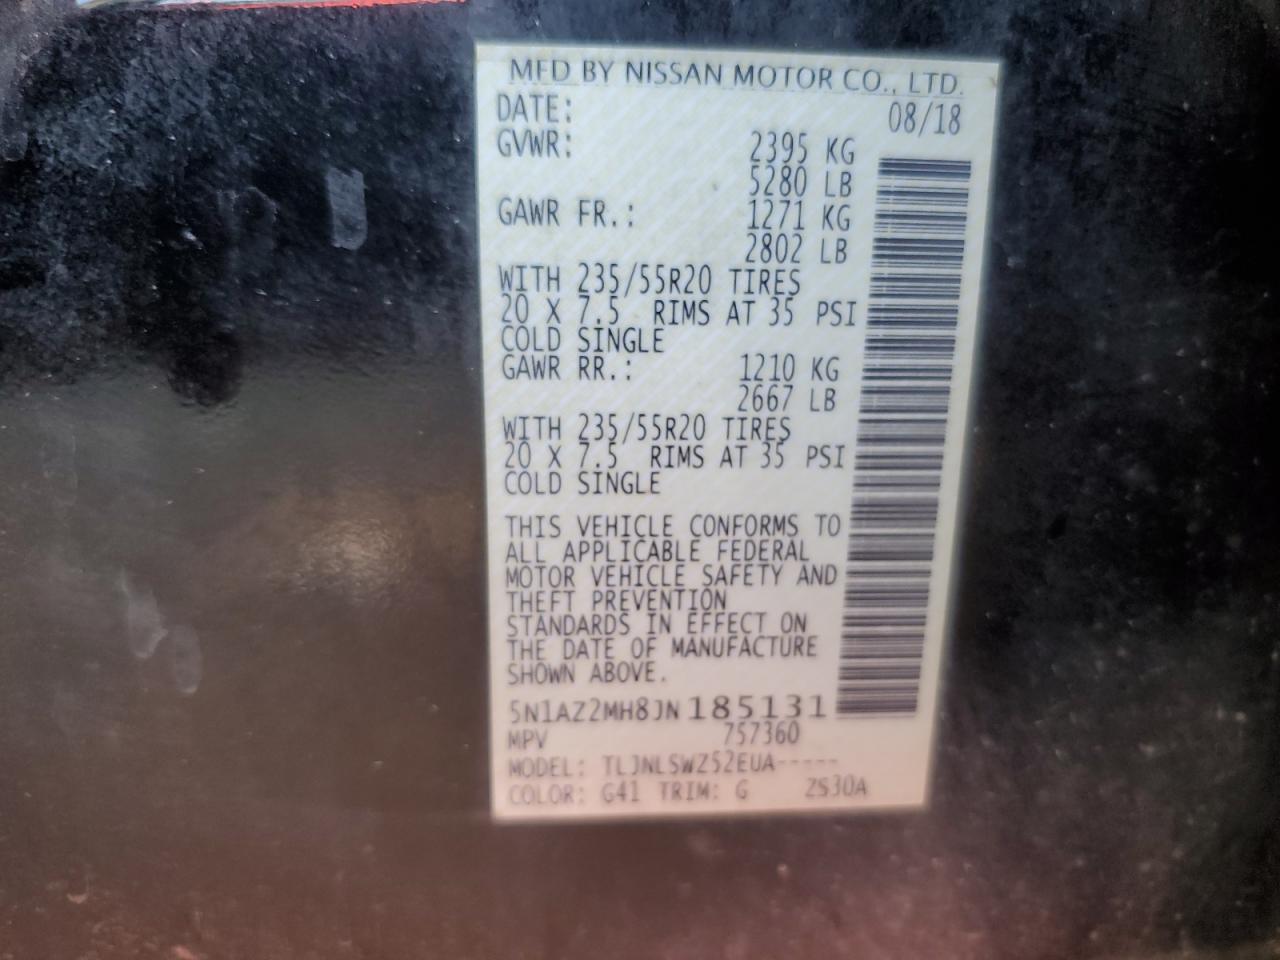 MFD BY NISSAN MOTOR CO., LTD.
DATE: 08/18
GVWR: 2395 KG
5280 LB
GAWR FR.: 1271 KG
2802 LB
WITH 235/55R20 TIRES
20 X 7.5 RIMS AT 35 PSI
COLD SINGLE
GAWR RR.: 1210 KG
2667 LB
WITH 235/55R20 TIRES
20 X 7.5 RIMS AT 35 PSI
COLD SINGLE
THIS VEHICLE CONFORMS TO
ALL APPLICABLE FEDERAL
MOTOR VEHICLE SAFETY AND
THEFT PREVENTION
STANDARDS IN EFFECT ON
THE DATE OF MANUFACTURE
SHOWN ABOVE.
5N1AZ2MH8JN185131
MPV 757360
MODEL: TLJNLSWZ52EUA-----
COLOR: G41 TRIM: G ZS30A